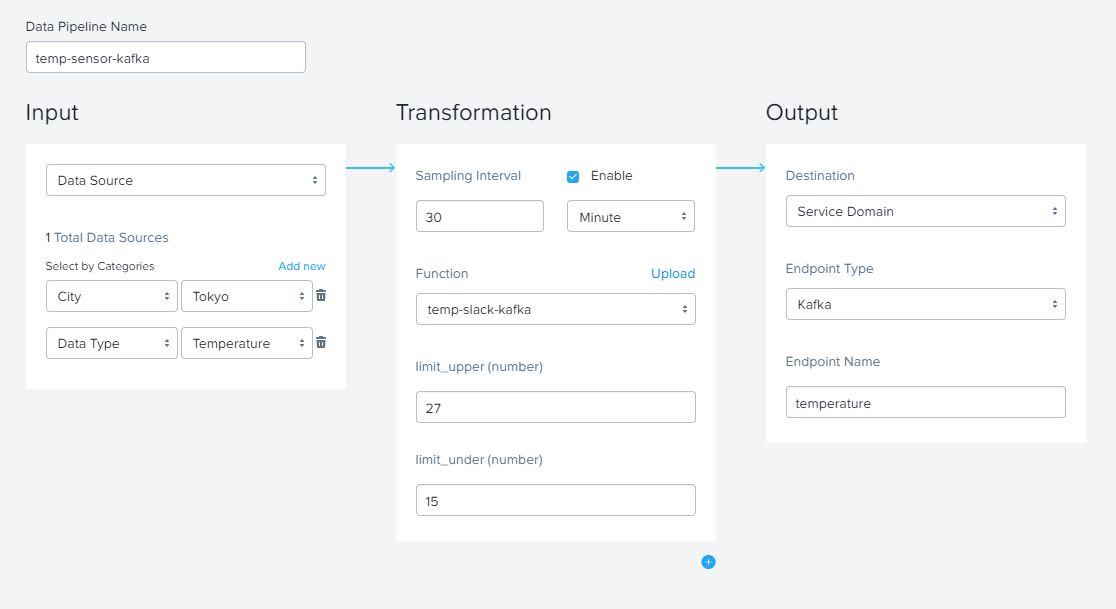 Data Pipeline Name
temp-sensor-kafka
Input
Data Source
1 Total Data Sources
Select by Categories Add new
City Tokyo
Data Type Temperature
Transformation
Sampling Interval Enable
30 Minute
Function Upload
temp-slack-kafka
limit_upper (number)
27
limit_under (number)
15
Output
Destination
Service Domain
Endpoint Type
Kafka
Endpoint Name
temperature